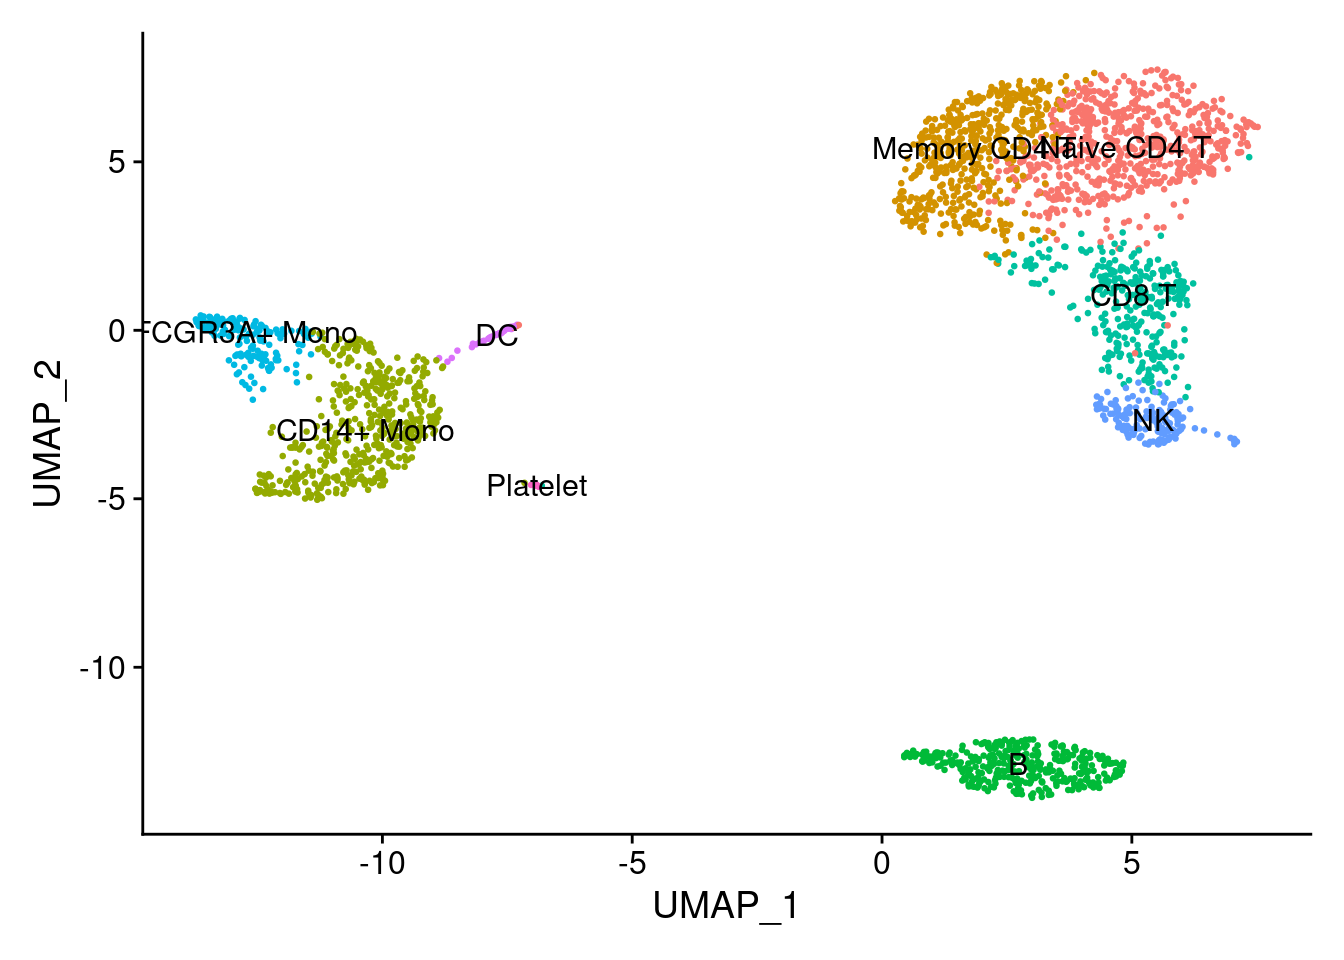 Memory CD4 T
Naive CD4 T
5
CD8 T
0
FCGR3A+ Mono
DC
UMAP_2
CD14+ Mono
NK
-5
Platelet
-10
B
-10
-5
0
5
UMAP_1